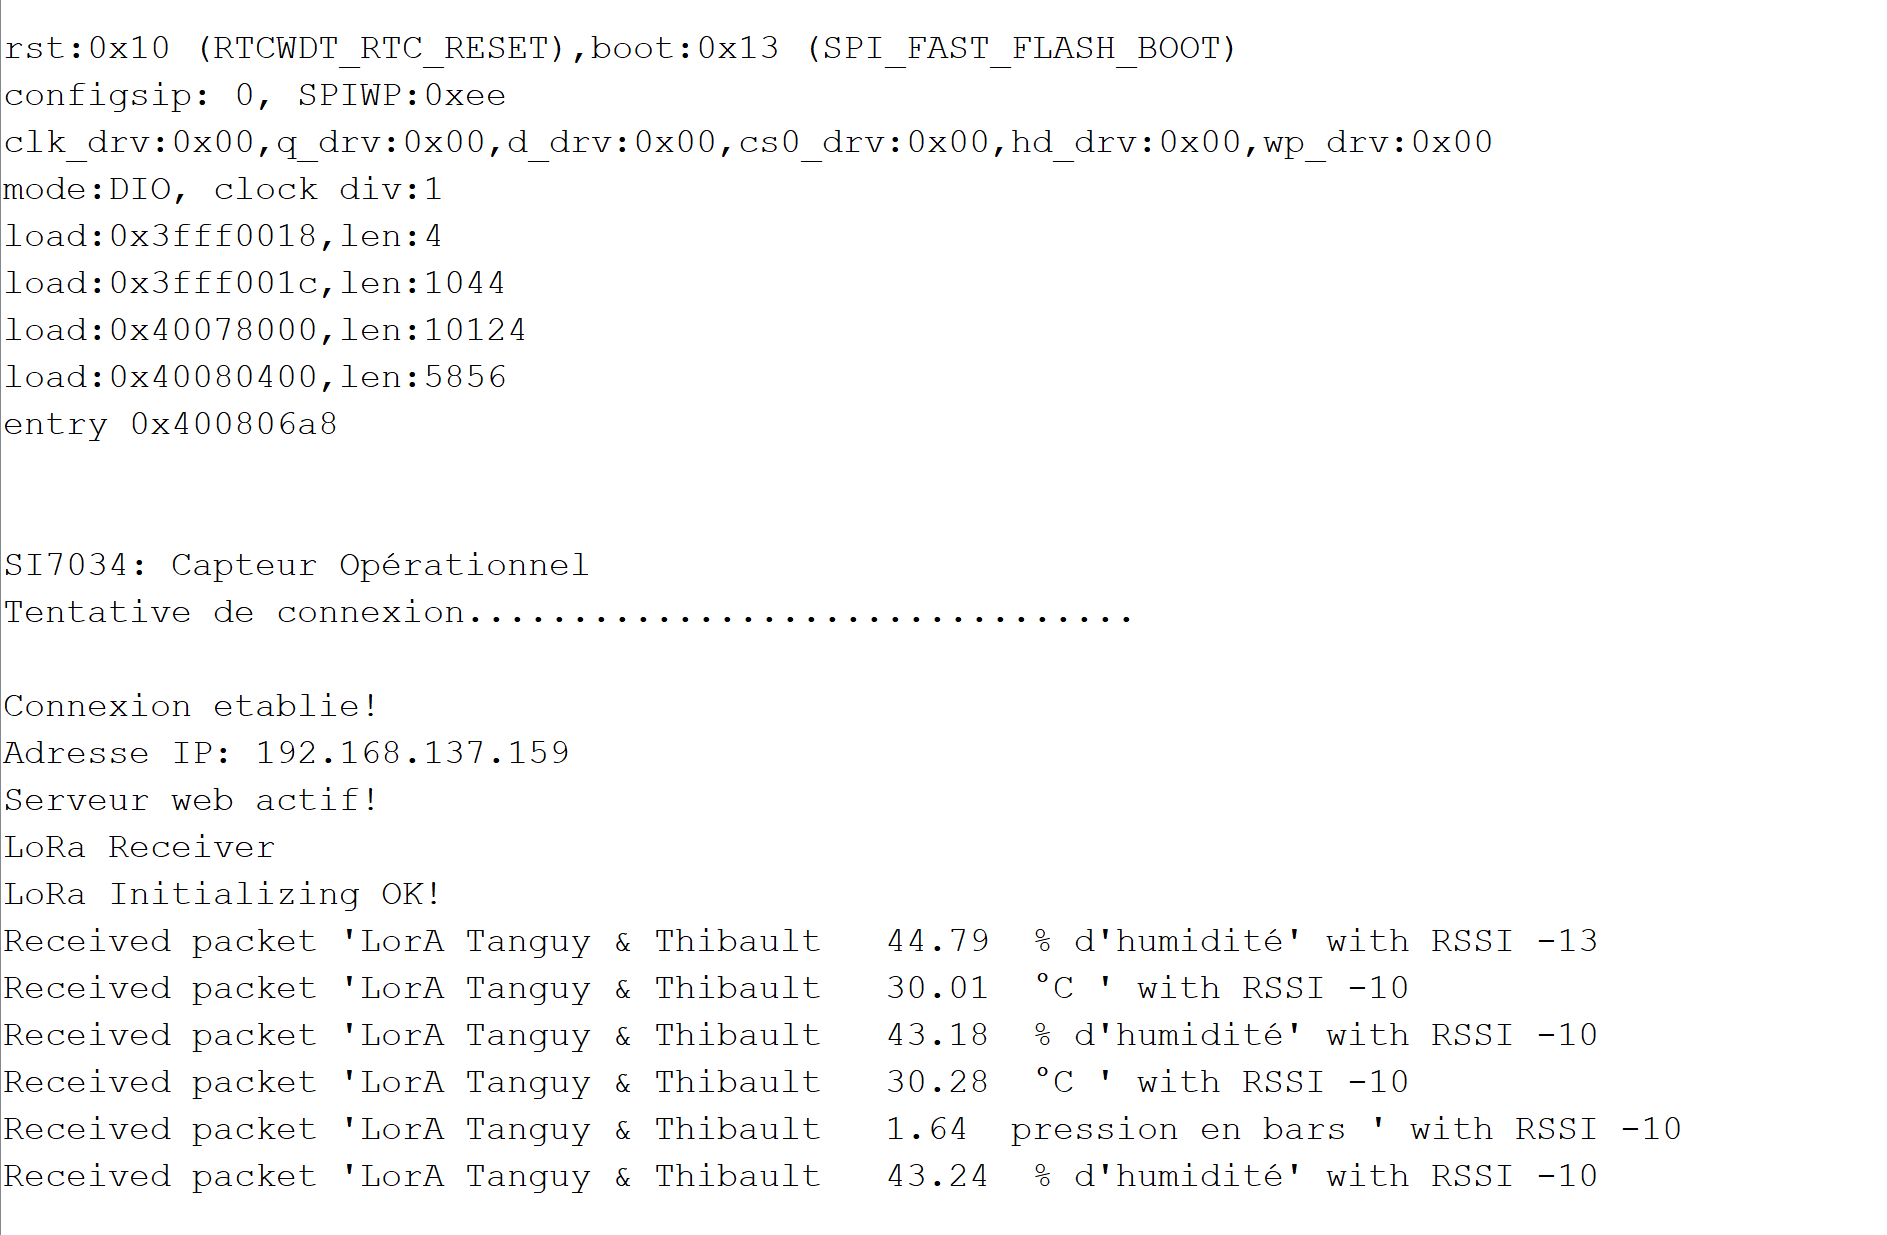 rst:0x10 (RTCWDT_RTC_RESET),boot:0x13 (SPI_FAST_FLASH_BOOT)
configsip: 0, SPIWP:0xee
clk_drv:0x00,q_drv:0x00,d_drv:0x00,cs0_drv:0x00,hd_drv:0x00,wp_drv:0x00
mode:DIO, clock div:1
load:0x3fff0018,len:4
load:0x3fff001c,len:1044
load:0x40078000,len:10124
load:0x40080400,len:5856
entry 0x400806a8
SI7034: Capteur Opérationnel
Tentative de connexion................................
Connexion etablie!
Adresse IP: 192.168.137.159
Serveur web actif!
LoRa Receiver
LoRa Initializing OK!
Received packet 'LorA Tanguy & Thibault   44.79  % d'humidité' with RSSI -13
Received packet 'LorA Tanguy & Thibault   30.01  °C ' with RSSI -10
Received packet 'LorA Tanguy & Thibault   43.18  % d'humidité' with RSSI -10
Received packet 'LorA Tanguy & Thibault   30.28  °C ' with RSSI -10
Received packet 'LorA Tanguy & Thibault   1.64  pression en bars ' with RSSI -10
Received packet 'LorA Tanguy & Thibault   43.24  % d'humidité' with RSSI -10